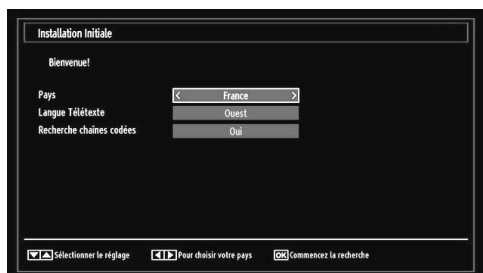 Installation Initiale
Bienvenue!
Pays < France >
Langue Télétexte Ouest
Recherche chaînes codées Oui
Sélectionner le réglage Pour choisir votre pays OK Commencez la recherche